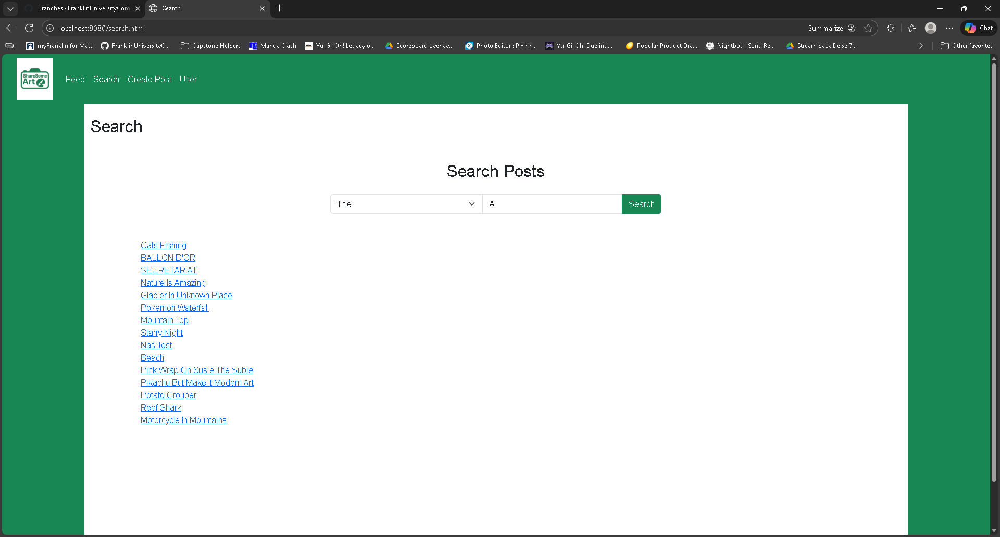 Branches · FranklinUniversityCom
Search
localhost:8080/search.html
Summarize
Chat
myFranklin for Matt
FranklinUniversityC...
Capstone Helpers
Manga Clash
Yu-Gi-Oh! Legacy o...
Scoreboard overlay...
Photo Editor : Pixlr X...
Yu-Gi-Oh! Dueling...
Popular Product Dra...
Nightbot - Song Re...
Stream pack Deisel7...
Other favorites
ShareSome
Art
Feed
Search
Create Post
User
Search
Search Posts
Title
A
Search
Cats Fishing
BALLON D'OR
SECRETARIAT
Nature Is Amazing
Glacier In Unknown Place
Pokemon Waterfall
Mountain Top
Starry Night
Nas Test
Beach
Pink Wrap On Susie The Subie
Pikachu But Make It Modern Art
Potato Grouper
Reef Shark
Motorcycle In Mountains